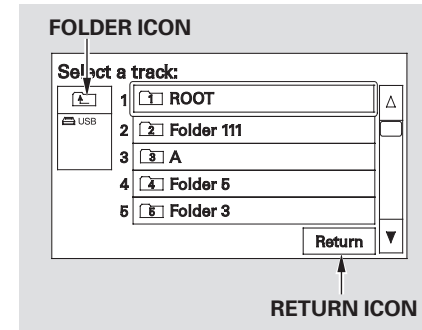 FOLDER ICON
Select a track:
USB
1 1 ROOT
2 2 Folder 111
3 3 A
4 4 Folder 5
5 5 Folder 3
Return
RETURN ICON